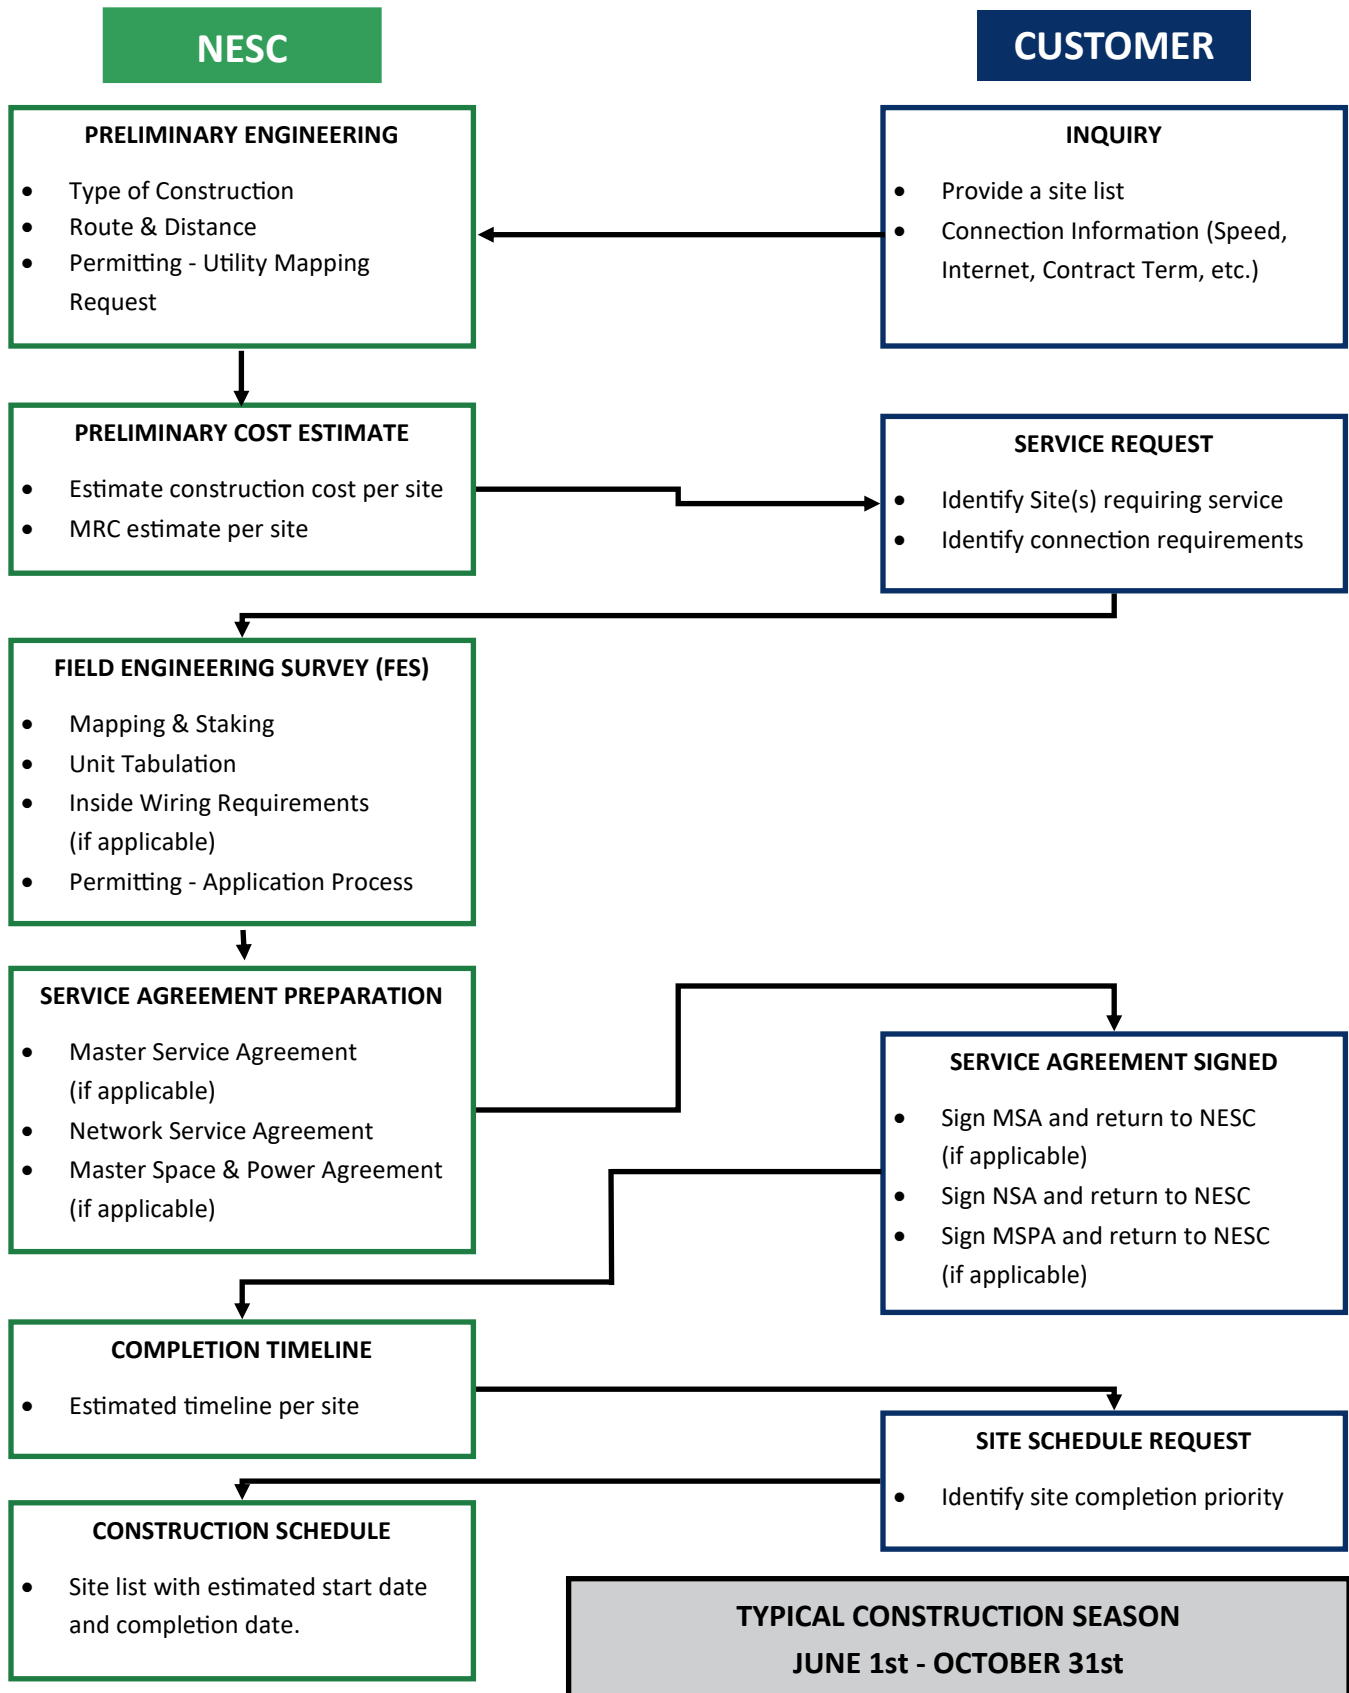 NESC
CUSTOMER
PRELIMINARY ENGINEERING
• Type of Construction
• Route & Distance
• Permitting - Utility Mapping
Request
INQUIRY
• Provide a site list
• Connection Information (Speed,
Internet, Contract Term, etc.)
PRELIMINARY COST ESTIMATE
• Estimate construction cost per site
• MRC estimate per site
SERVICE REQUEST
• Identify Site(s) requiring service
• Identify connection requirements
FIELD ENGINEERING SURVEY (FES)
• Mapping & Staking
• Unit Tabulation
• Inside Wiring Requirements
(if applicable)
• Permitting - Application Process
SERVICE AGREEMENT PREPARATION
• Master Service Agreement
(if applicable)
• Network Service Agreement
• Master Space & Power Agreement
(if applicable)
SERVICE AGREEMENT SIGNED
• Sign MSA and return to NESC
(if applicable)
• Sign NSA and return to NESC
• Sign MSPA and return to NESC
(if applicable)
COMPLETION TIMELINE
• Estimated timeline per site
SITE SCHEDULE REQUEST
• Identify site completion priority
CONSTRUCTION SCHEDULE
• Site list with estimated start date
and completion date.
TYPICAL CONSTRUCTION SEASON
JUNE 1st - OCTOBER 31st